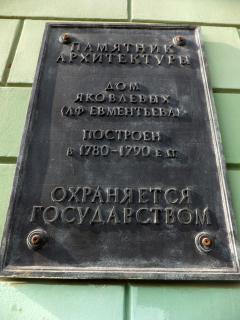 ПАМЯТНИК
АРХИТЕКТУРЫ
ДОМ
ЯКОВЛЕВЫХ
(Л.Ф ЕВМЕНТЬЕВА)
ПОСТРОЕН
в 1780-1790 е гг
ОХРАНЯЕТСЯ
ГОСУДАРСТВОМ